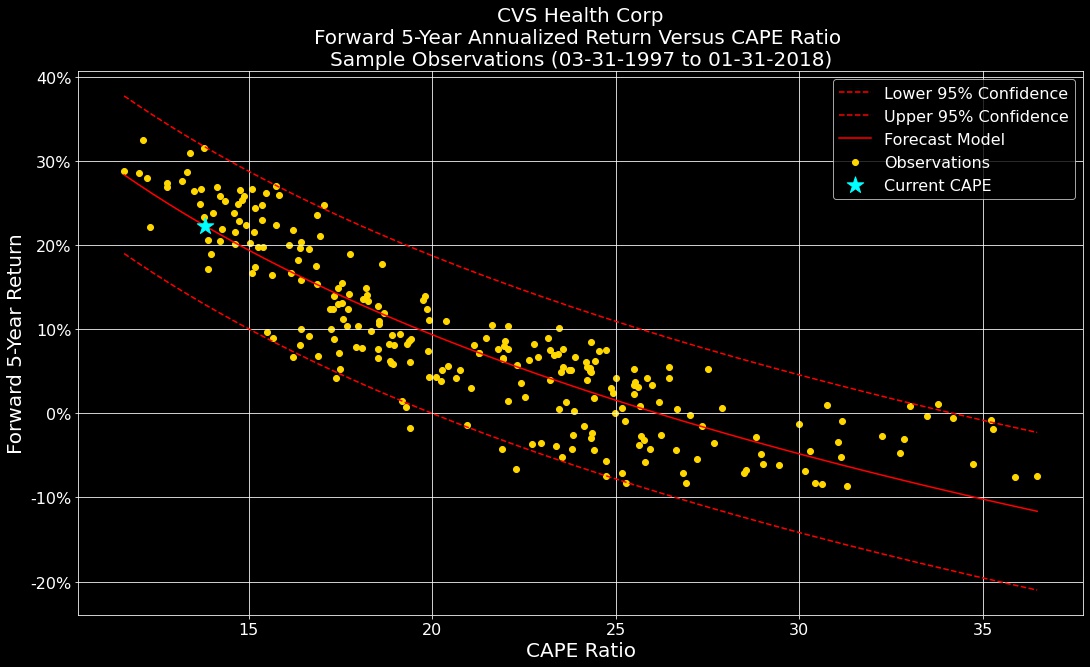 CVS Health Corp
Forward 5-Year Annualized Return Versus CAPE Ratio
Sample Observations (03-31-1997 to 01-31-2018)
Lower 95% Confidence
Upper 95% Confidence
Forecast Model
Observations
Current CAPE
Forward 5-Year Return
40%
30%
20%
10%
0%
-10%
-20%
15
20
25
30
35
CAPE Ratio